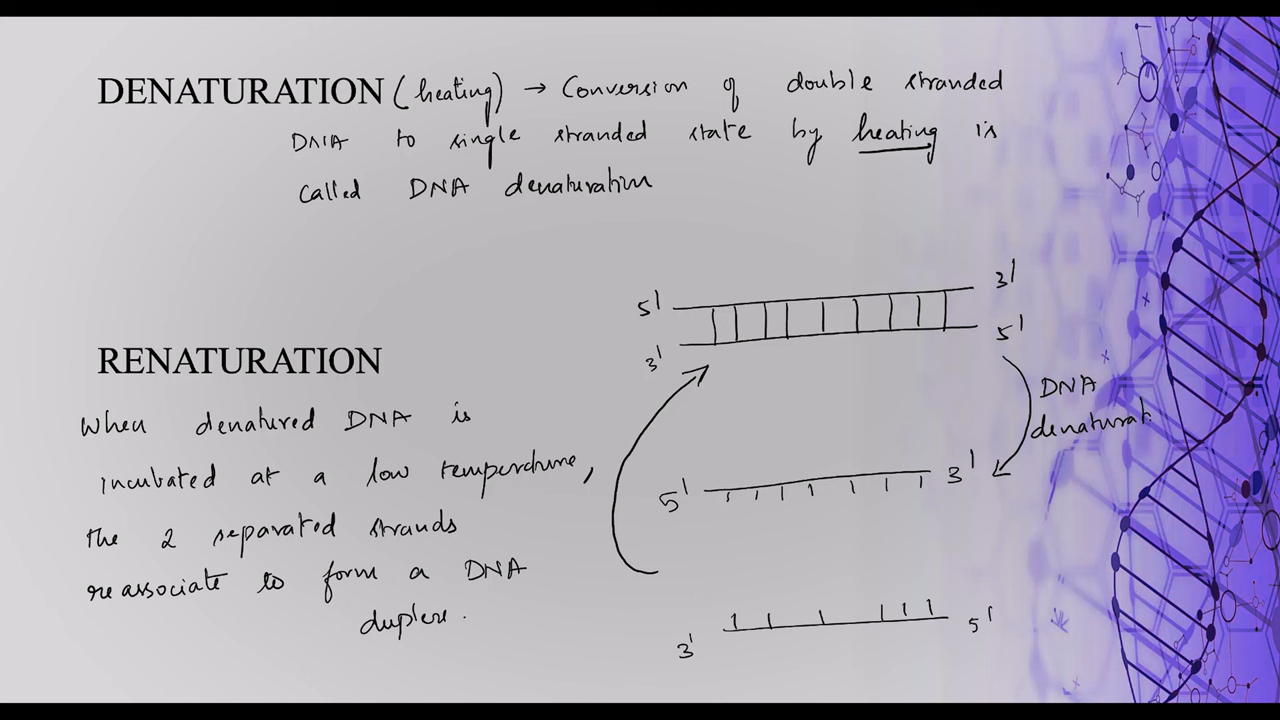 DENATURATION (heating) → Conversion of double stranded
DNA to single stranded state by heating is
called DNA denaturation
5' 3'
3' 5'
RENATURATION
When denatured DNA is
incubated at a low temperature,
the 2 separated strands
reassociate to form a DNA
duplex.
DNA
denaturat.
5' 3'
3' 5'